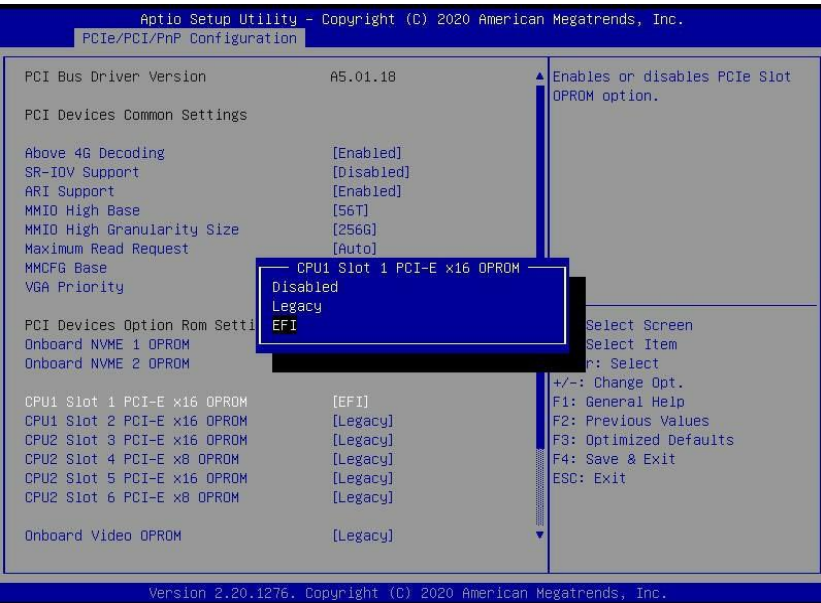 Aptio Setup Utility – Copyright (C) 2020 American Megatrends, Inc.
PCIe/PCI/PnP Configuration
PCI Bus Driver Version A5.01.18
PCI Devices Common Settings
Above 4G Decoding [Enabled]
SR-IOV Support [Disabled]
ARI Support [Enabled]
MMIO High Base [56T]
MMIO High Granularity Size [256G]
Maximum Read Request [Auto]
MMCFG Base
VGA Priority
PCI Devices Option Rom Setti
Onboard NVME 1 OPROM
Onboard NVME 2 OPROM
CPU1 Slot 1 PCI-E x16 OPROM [EFI]
CPU1 Slot 2 PCI-E x16 OPROM [Legacy]
CPU2 Slot 3 PCI-E x16 OPROM [Legacy]
CPU2 Slot 4 PCI-E x8 OPROM [Legacy]
CPU2 Slot 5 PCI-E x16 OPROM [Legacy]
CPU2 Slot 6 PCI-E x8 OPROM [Legacy]
Onboard Video OPROM [Legacy]
CPU1 Slot 1 PCI-E x16 OPROM
Disabled
Legacy
EFI
Enables or disables PCIe Slot
OPROM option.
Select Screen
Select Item
r: Select
+/-: Change Opt.
F1: General Help
F2: Previous Values
F3: Optimized Defaults
F4: Save & Exit
ESC: Exit
Version 2.20.1276. Copyright (C) 2020 American Megatrends, Inc.